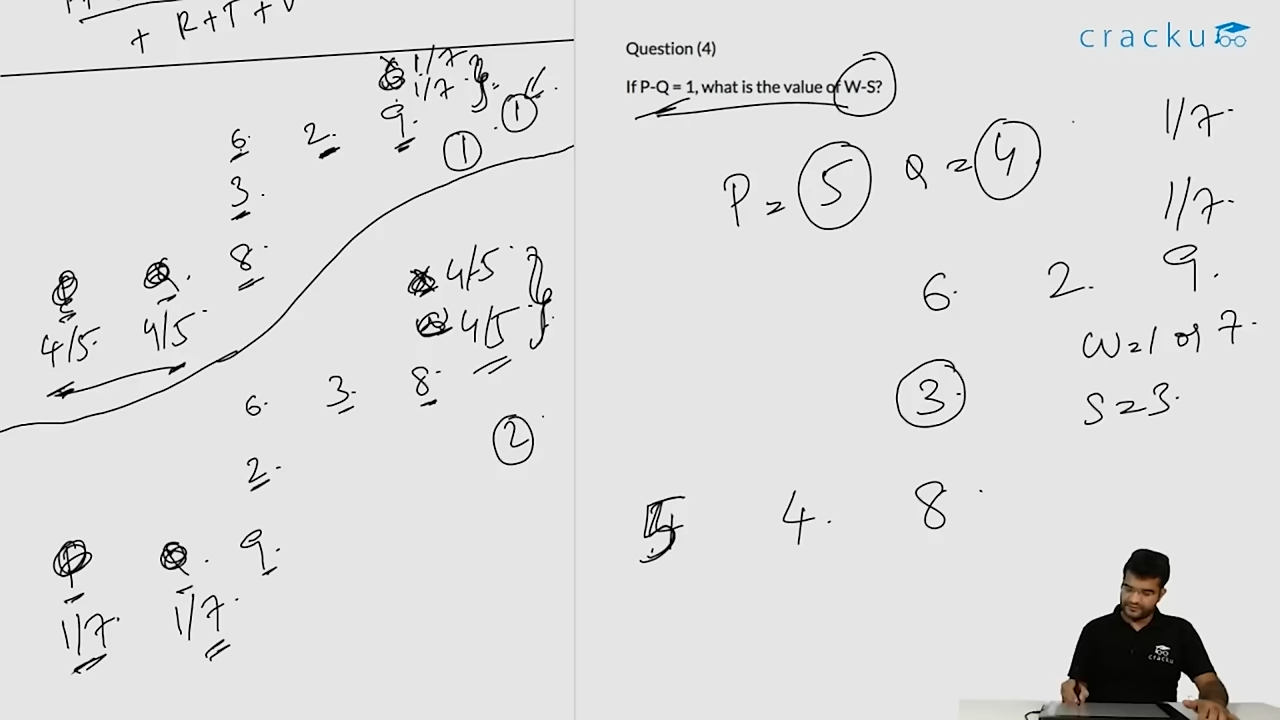 + R+T+V
1/7
1/7
9.
6. 2.
1
1
3.
8.
4/5. 4/5.
4/5.
4/5
6. 3. 8.
2
2.
9.
1/7. 1/7.
cracku
Question (4)
If P-Q = 1, what is the value of W-S?
P = 5 Q = 4
1/7.
1/7.
6. 2. 9.
W=1 or 7.
3.
S=3.
5 4. 8
cracku